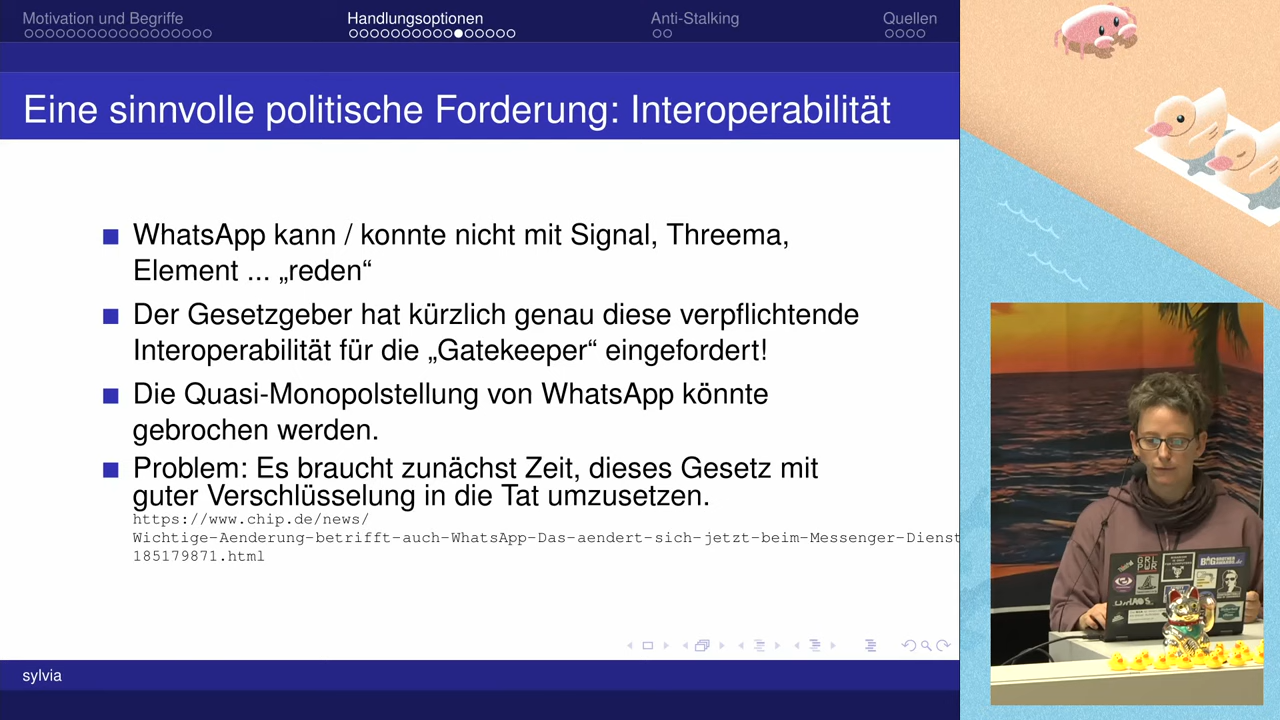 Motivation und Begriffe
Handlungsoptionen
Anti-Stalking
Quellen
Eine sinnvolle politische Forderung: Interoperabilität
WhatsApp kann / konnte nicht mit Signal, Threema,
Element ... „reden“
Der Gesetzgeber hat kürzlich genau diese verpflichtende
Interoperabilität für die „Gatekeeper“ eingefordert!
Die Quasi-Monopolstellung von WhatsApp könnte
gebrochen werden.
Problem: Es braucht zunächst Zeit, dieses Gesetz mit
guter Verschlüsselung in die Tat umzusetzen.
https://www.chip.de/news/
Wichtige-Aenderung-betrifft-auch-WhatsApp-Das-aendert-sich-jetzt-beim-Messenger-Dienst
185179871.html
sylvia
GRL
PUR